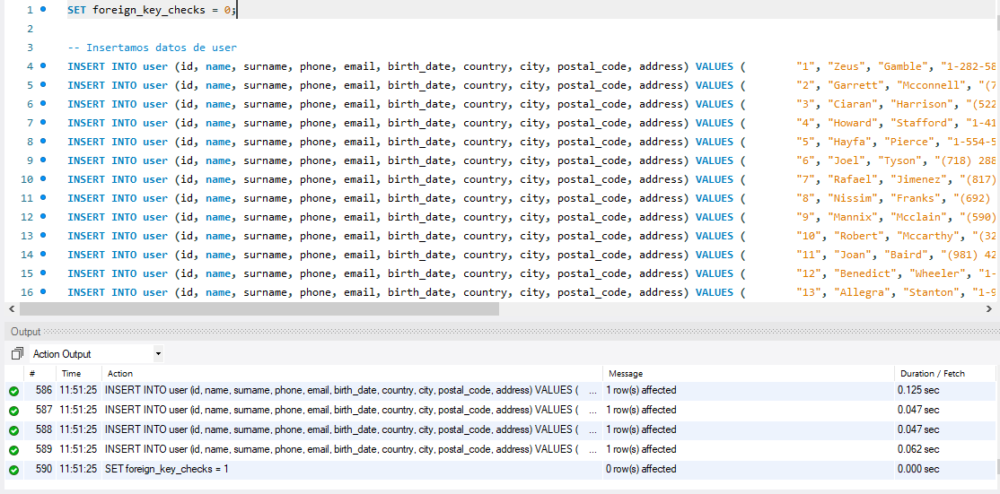 1 SET foreign_key_checks = 0;
2
3 -- Insertamos datos de user
4 INSERT INTO user (id, name, surname, phone, email, birth_date, country, city, postal_code, address) VALUES ( "1", "Zeus", "Gamble", "1-282-58
5 INSERT INTO user (id, name, surname, phone, email, birth_date, country, city, postal_code, address) VALUES ( "2", "Garrett", "Mcconnell", "(7
6 INSERT INTO user (id, name, surname, phone, email, birth_date, country, city, postal_code, address) VALUES ( "3", "Ciaran", "Harrison", "(522
7 INSERT INTO user (id, name, surname, phone, email, birth_date, country, city, postal_code, address) VALUES ( "4", "Howard", "Stafford", "1-41
8 INSERT INTO user (id, name, surname, phone, email, birth_date, country, city, postal_code, address) VALUES ( "5", "Hayfa", "Pierce", "1-554-5
9 INSERT INTO user (id, name, surname, phone, email, birth_date, country, city, postal_code, address) VALUES ( "6", "Joel", "Tyson", "(718) 288
10 INSERT INTO user (id, name, surname, phone, email, birth_date, country, city, postal_code, address) VALUES ( "7", "Rafael", "Jimenez", "(817)
11 INSERT INTO user (id, name, surname, phone, email, birth_date, country, city, postal_code, address) VALUES ( "8", "Nissim", "Franks", "(692)
12 INSERT INTO user (id, name, surname, phone, email, birth_date, country, city, postal_code, address) VALUES ( "9", "Mannix", "Mcclain", "(590)
13 INSERT INTO user (id, name, surname, phone, email, birth_date, country, city, postal_code, address) VALUES ( "10", "Robert", "Mccarthy", "(32
14 INSERT INTO user (id, name, surname, phone, email, birth_date, country, city, postal_code, address) VALUES ( "11", "Joan", "Baird", "(981) 42
15 INSERT INTO user (id, name, surname, phone, email, birth_date, country, city, postal_code, address) VALUES ( "12", "Benedict", "Wheeler", "1-
16 INSERT INTO user (id, name, surname, phone, email, birth_date, country, city, postal_code, address) VALUES ( "13", "Allegra", "Stanton", "1-9
Output
Action Output
# Time Action Message Duration / Fetch
586 11:51:25 INSERT INTO user (id, name, surname, phone, email, birth_date, country, city, postal_code, address) VALUES ( ... 1 row(s) affected 0.125 sec
587 11:51:25 INSERT INTO user (id, name, surname, phone, email, birth_date, country, city, postal_code, address) VALUES ( ... 1 row(s) affected 0.047 sec
588 11:51:25 INSERT INTO user (id, name, surname, phone, email, birth_date, country, city, postal_code, address) VALUES ( ... 1 row(s) affected 0.047 sec
589 11:51:25 INSERT INTO user (id, name, surname, phone, email, birth_date, country, city, postal_code, address) VALUES ( ... 1 row(s) affected 0.062 sec
590 11:51:25 SET foreign_key_checks = 1 0 row(s) affected 0.000 sec